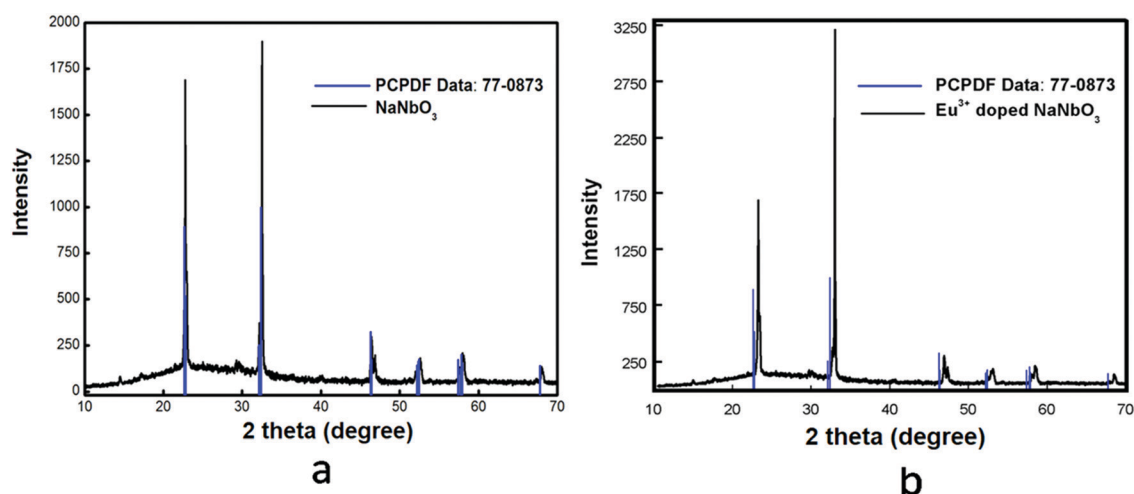 2000
1750
1500
1250
1000
750
500
250
0
Intensity
PCPDF Data: 77-0873
NaNbO₃
10 20 30 40 50 60 70
2 theta (degree)
a
3250
2750
2250
1750
1250
750
250
Intensity
PCPDF Data: 77-0873
Eu³⁺ doped NaNbO₃
10 20 30 40 50 60 70
2 theta (degree)
b